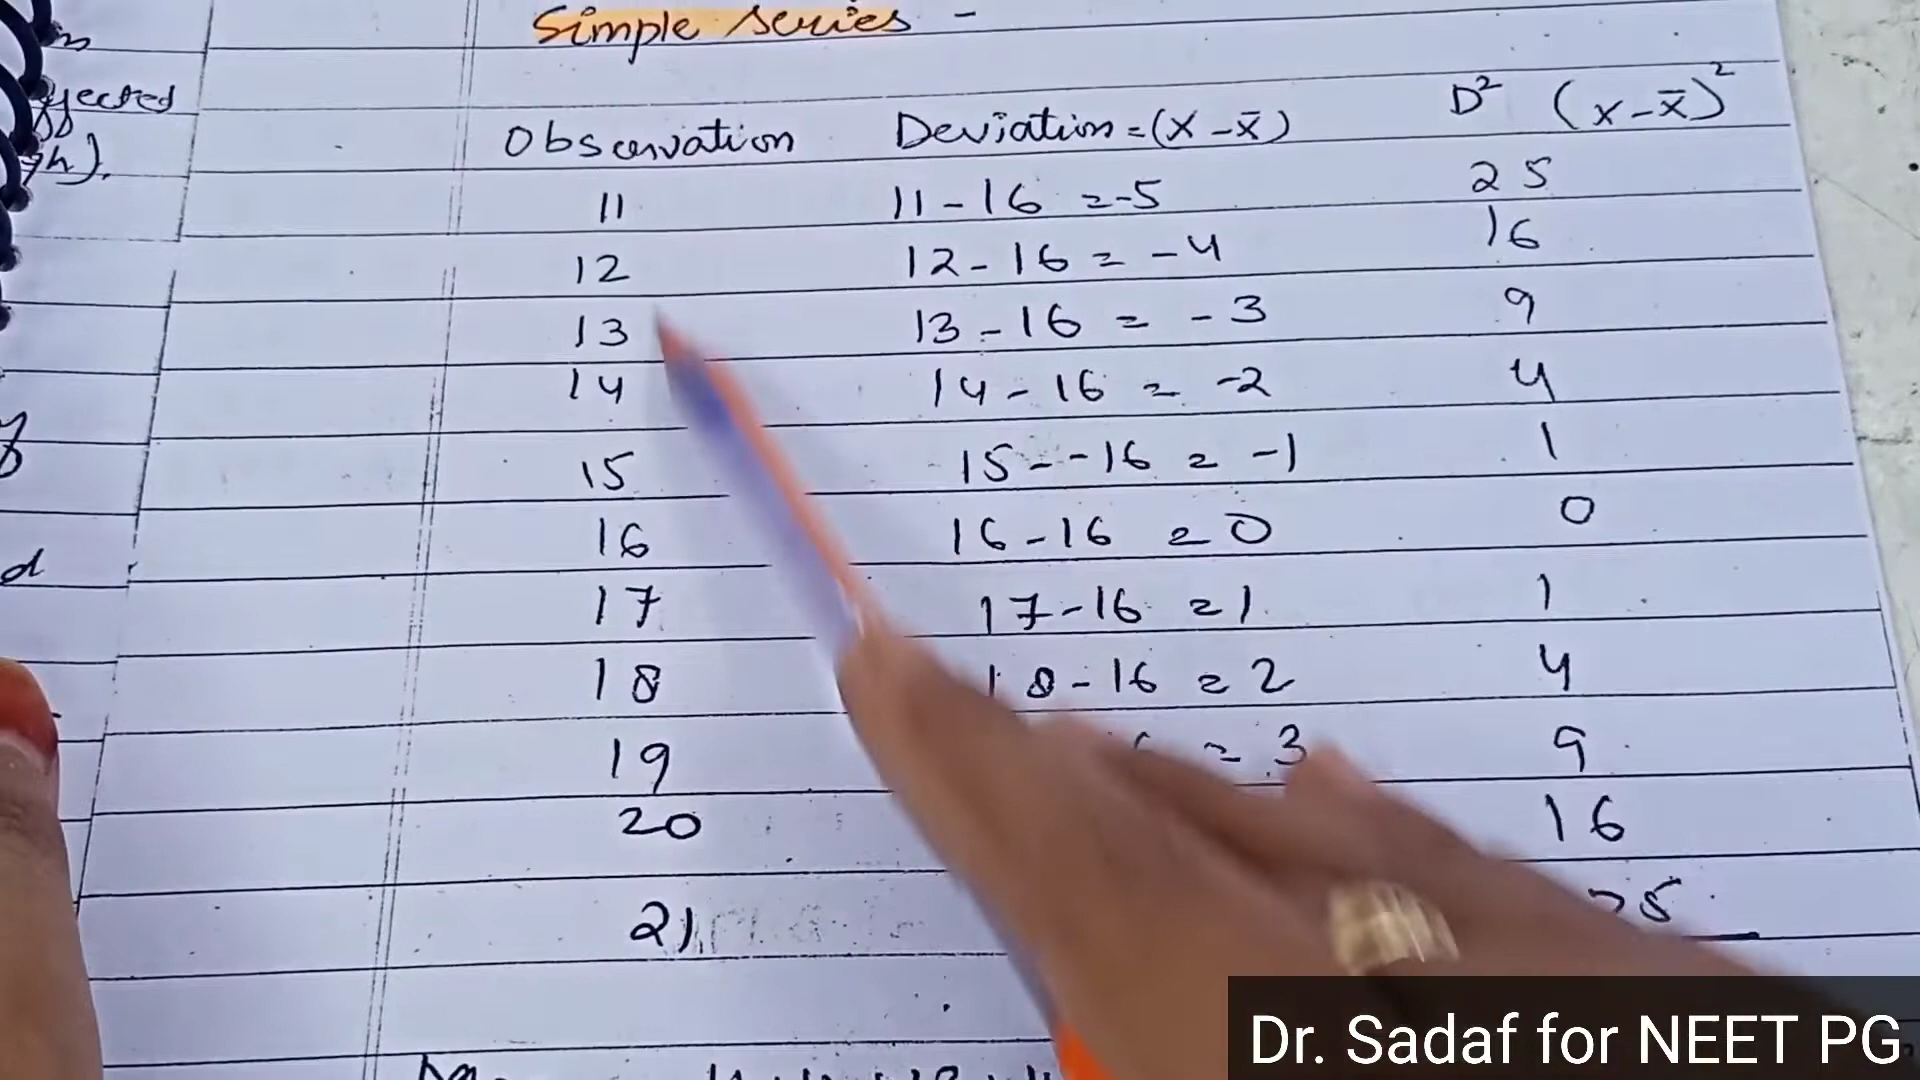 Simple series -
Observation Deviation = (x - x̄) D² (x - x̄)²
11 11 - 16 = -5 25
12 12 - 16 = -4 16
13 13 - 16 = -3 9
14 14 - 16 = -2 4
15 15 - -16 = -1 1
16 16 - 16 = 0 0
17 17 - 16 = 1 1
18 18 - 16 = 2 4
19 = 3 9
20 16
21
d
Dr. Sadaf for NEET PG